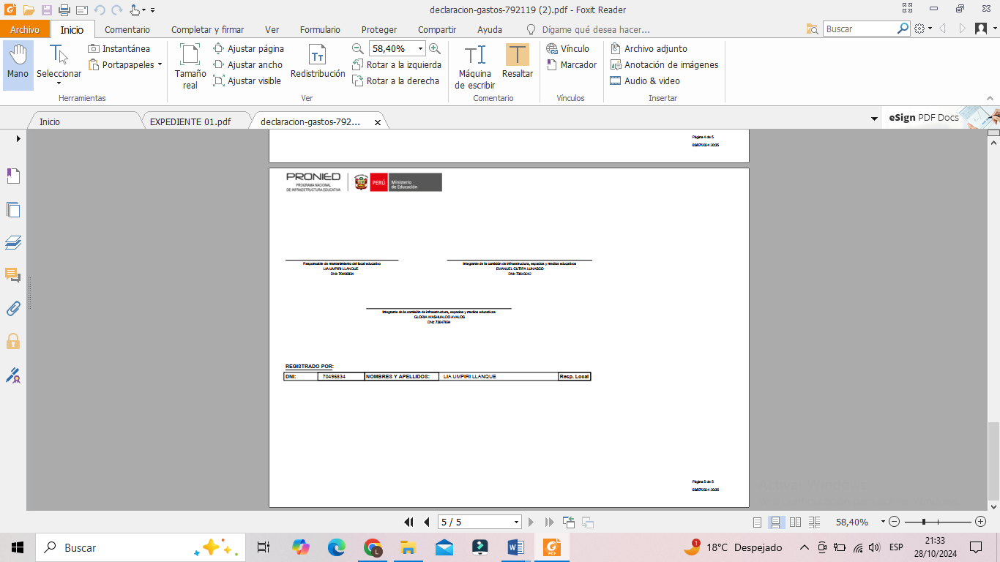 declaracion-gastos-792119 (2).pdf - Foxit Reader
Archivo Inicio Comentario Completar y firmar Ver Formulario Proteger Compartir Ayuda Dígame qué desea hacer... Buscar
Mano
Seleccionar
Instantánea
Portapapeles
Herramientas
Tamaño real
Ajustar página
Ajustar ancho
Ajustar visible
Redistribución
58,40%
Rotar a la izquierda
Rotar a la derecha
Ver
Máquina de escribir
Resaltar
Comentario
Vínculo
Marcador
Vínculos
Archivo adjunto
Anotación de imágenes
Audio & video
Insertar
Inicio EXPEDIENTE 01.pdf declaracion-gastos-792... eSign PDF Docs
Página 4 de 5
03/07/2024 20:35
PRONIED
PROGRAMA NACIONAL
DE INFRAESTRUCTURA EDUCATIVA
PERÚ
Ministerio
de Educación
Responsable de mantenimiento del local educativo
LIA UMPIRI LLANQUE
DNI: 70496834
Integrante de la comisión de infraestructura, espacios y medios educativos
EMANUEL CUTIPA LUNASCO
DNI: 73643242
Integrante de la comisión de infraestructura, espacios y medios educativos
GLORIA WASHUALDO AVALOS
DNI: 73647694
REGISTRADO POR:
DNI: 70496834 NOMBRES Y APELLIDOS: LIA UMPIRI LLANQUE Resp. Local
Página 5 de 5
03/07/2024 20:35
5 / 5 58,40%
Buscar 18°C Despejado ESP 21:33
28/10/2024